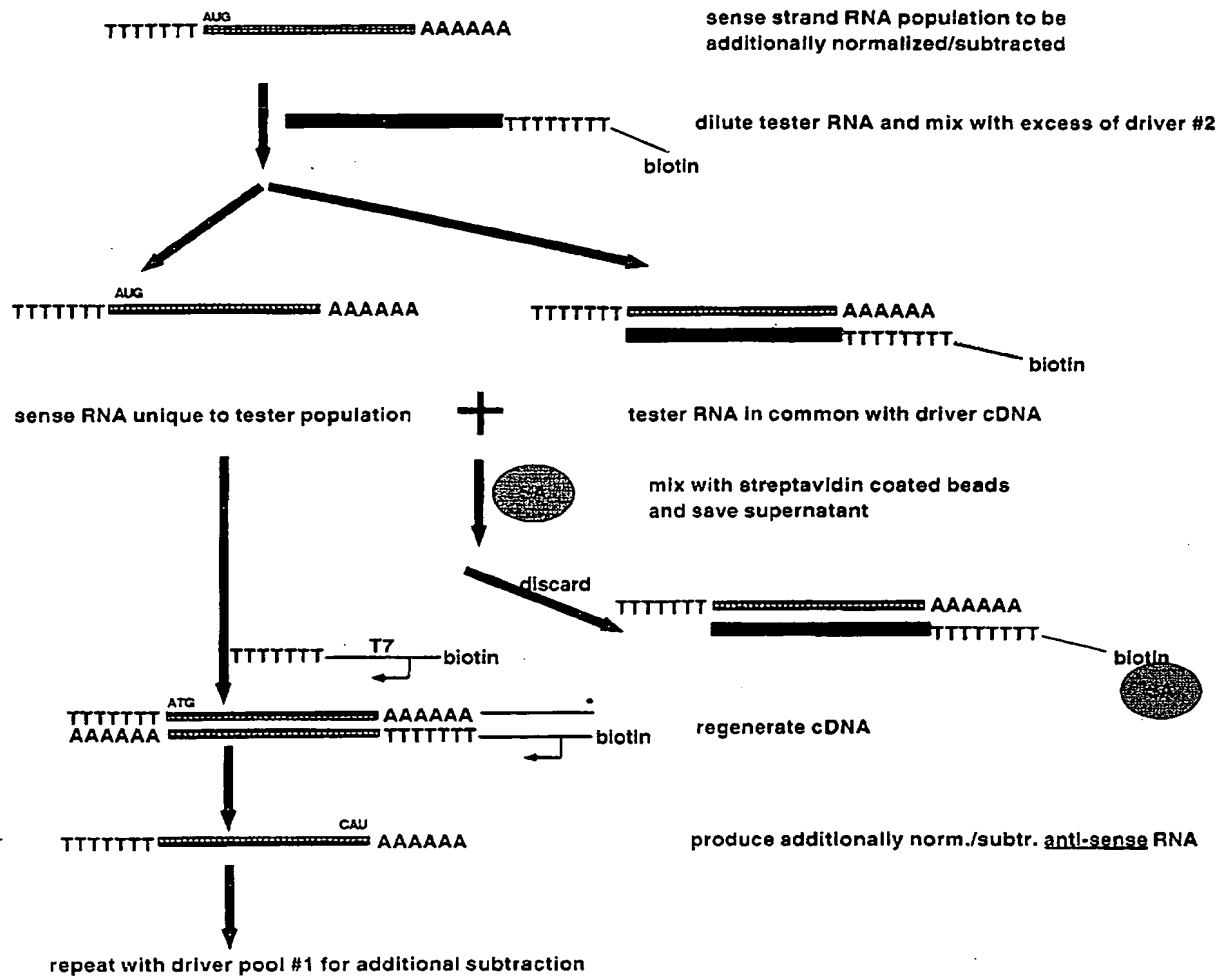 AUG
TTTTTTT AAAAAA
sense strand RNA population to be
additionally normalized/subtracted
TTTTTTTT
biotin
dilute tester RNA and mix with excess of driver #2
AUG
TTTTTTT AAAAAA
TTTTTTT AAAAAA
TTTTTTTT
biotin
sense RNA unique to tester population
+
tester RNA in common with driver cDNA
mix with streptavidin coated beads
and save supernatant
discard
TTTTTTT AAAAAA
TTTTTTTT
biotin
TTTTTTT T7 biotin
ATG
TTTTTTT AAAAAA
AAAAAA TTTTTTT biotin
regenerate cDNA
CAU
TTTTTTT AAAAAA
produce additionally norm./subtr. anti-sense RNA
repeat with driver pool #1 for additional subtraction